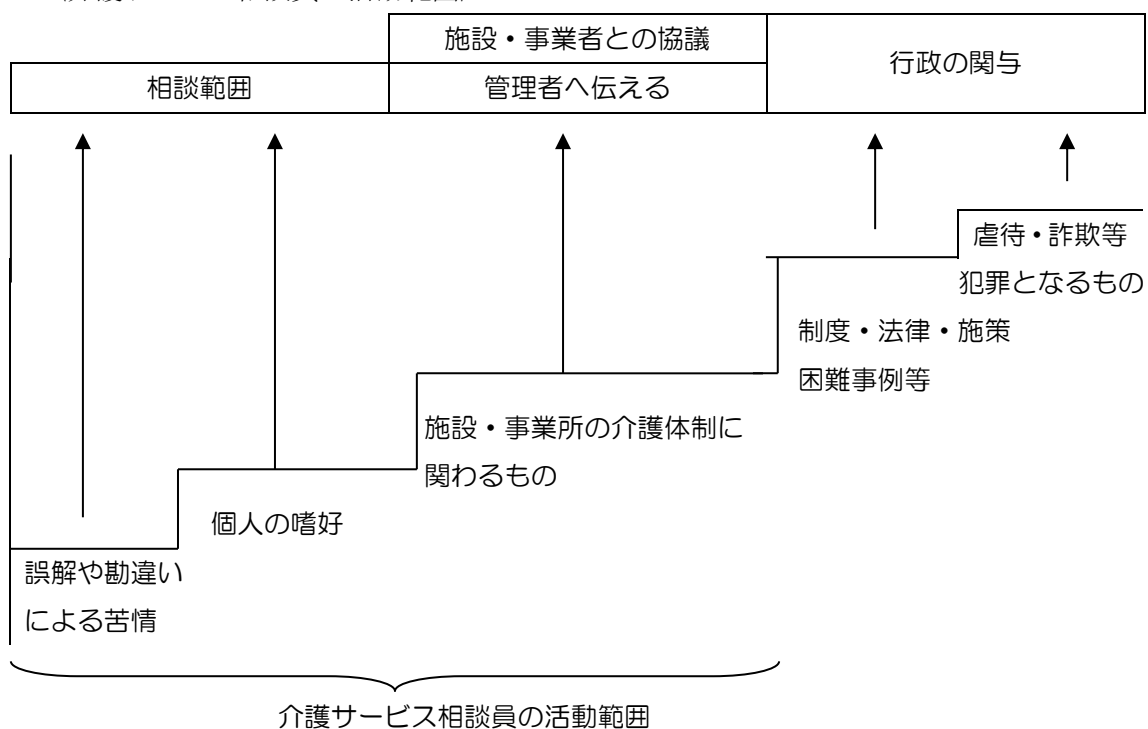 施設・事業者との協議
行政の関与
相談範囲
管理者へ伝える
虐待・詐欺等
犯罪となるもの
制度・法律・施策
困難事例等
施設・事業所の介護体制に
関わるもの
個人の嗜好
誤解や勘違い
による苦情
介護サービス相談員の活動範囲